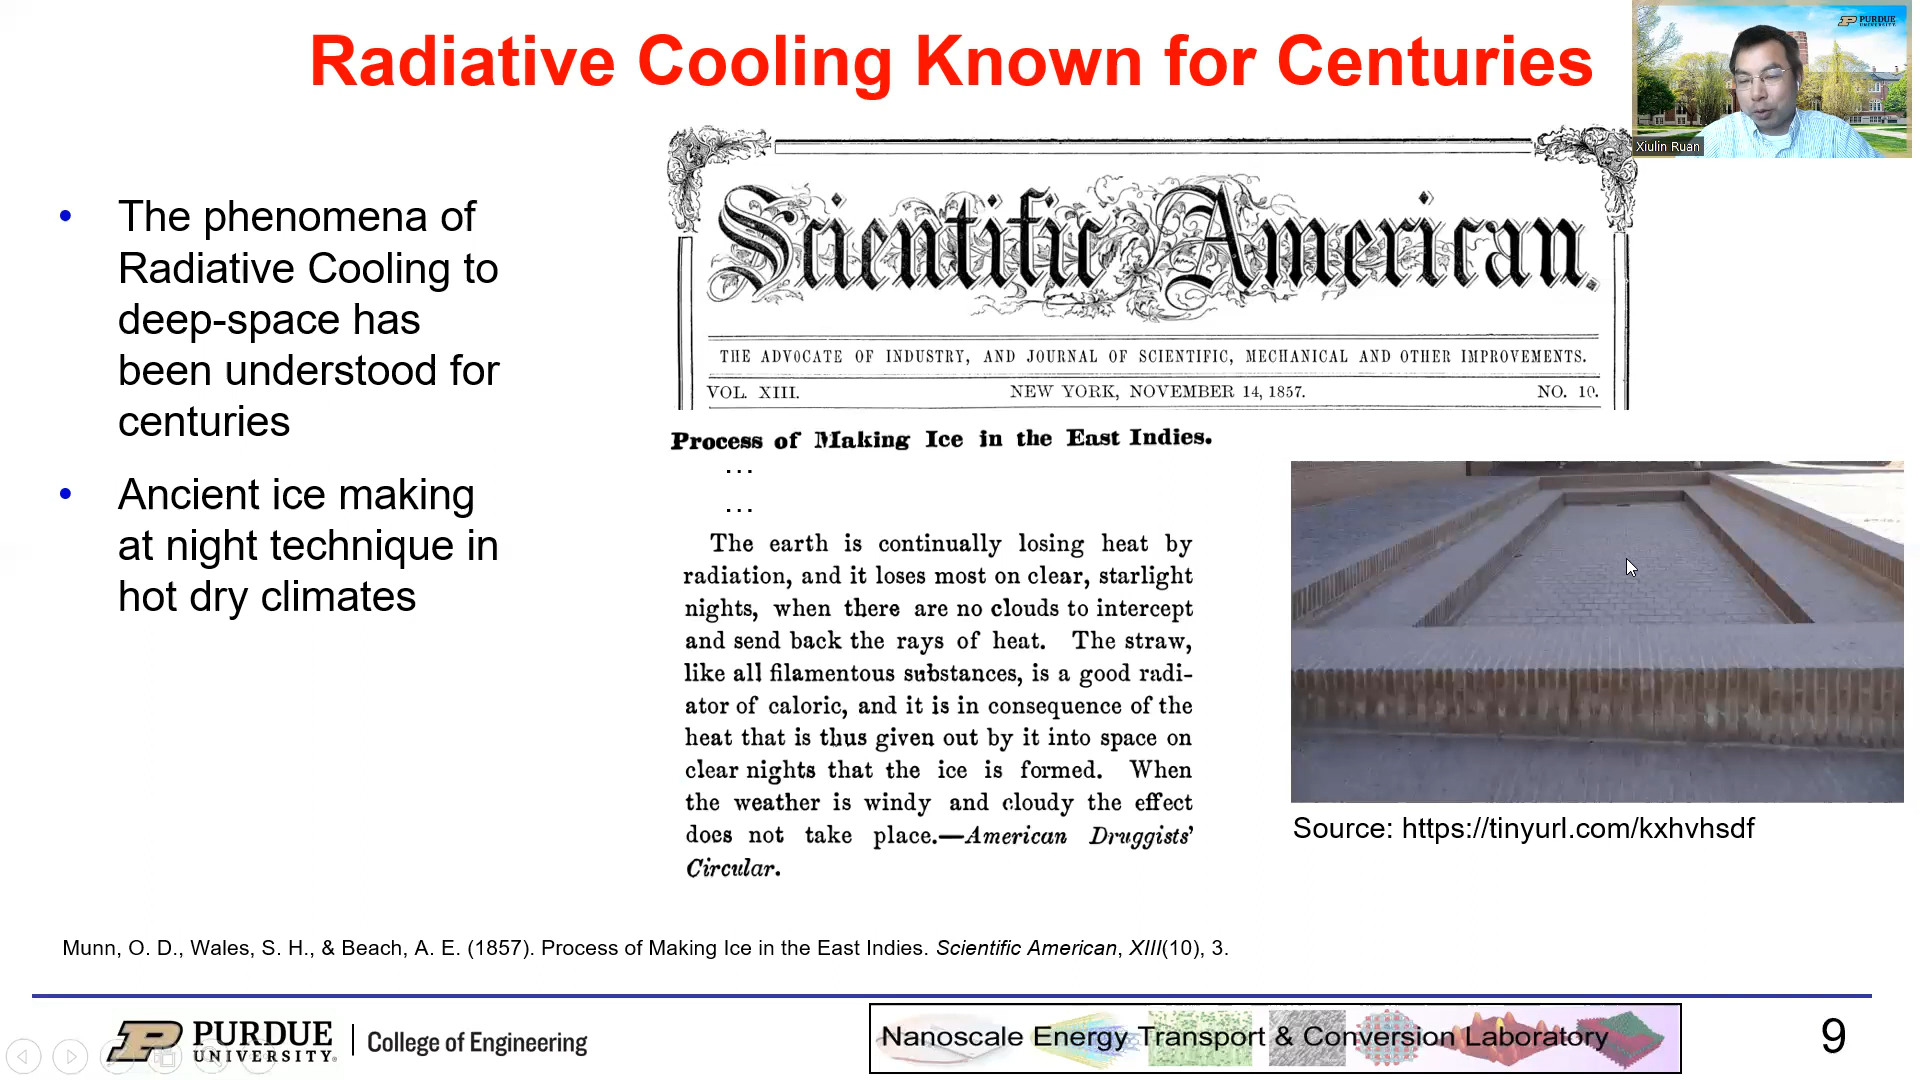 Radiative Cooling Known for Centuries
PURDUE
UNIVERSITY
Xiulin Ruan
• The phenomena of
Radiative Cooling to
deep-space has
been understood for
centuries
• Ancient ice making
at night technique in
hot dry climates
Scientific American.
THE ADVOCATE OF INDUSTRY, AND JOURNAL OF SCIENTIFIC, MECHANICAL AND OTHER IMPROVEMENTS.
VOL. XIII. NEW YORK, NOVEMBER 14, 1857. NO. 10.
Process of Making Ice in the East Indies.
...
...
The earth is continually losing heat by
radiation, and it loses most on clear, starlight
nights, when there are no clouds to intercept
and send back the rays of heat. The straw,
like all filamentous substances, is a good radi-
ator of caloric, and it is in consequence of the
heat that is thus given out by it into space on
clear nights that the ice is formed. When
the weather is windy and cloudy the effect
does not take place.—American Druggists'
Circular.
Source: https://tinyurl.com/kxhvhsdf
Munn, O. D., Wales, S. H., & Beach, A. E. (1857). Process of Making Ice in the East Indies. Scientific American, XIII(10), 3.
PURDUE
UNIVERSITY.
College of Engineering
Nanoscale Energy Transport & Conversion Laboratory
9